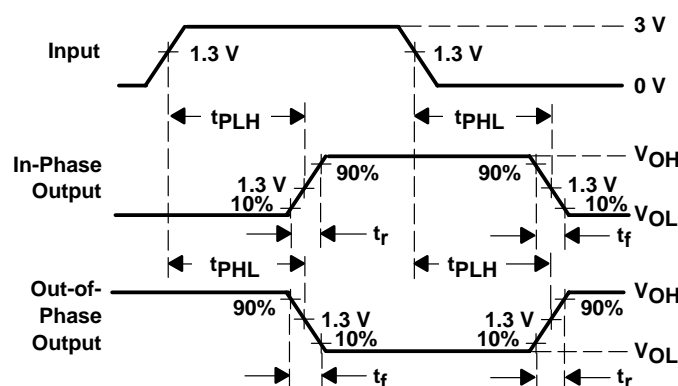 3 V
Input
1.3 V
1.3 V
0 V
tPLH
tPHL
VOH
In-Phase
Output
90%
90%
1.3 V
1.3 V
10%
10%
VOL
tr
tf
tPHL
tPLH
Out-of-
Phase
Output
VOH
90%
90%
1.3 V
1.3 V
10%
10%
VOL
tf
tr